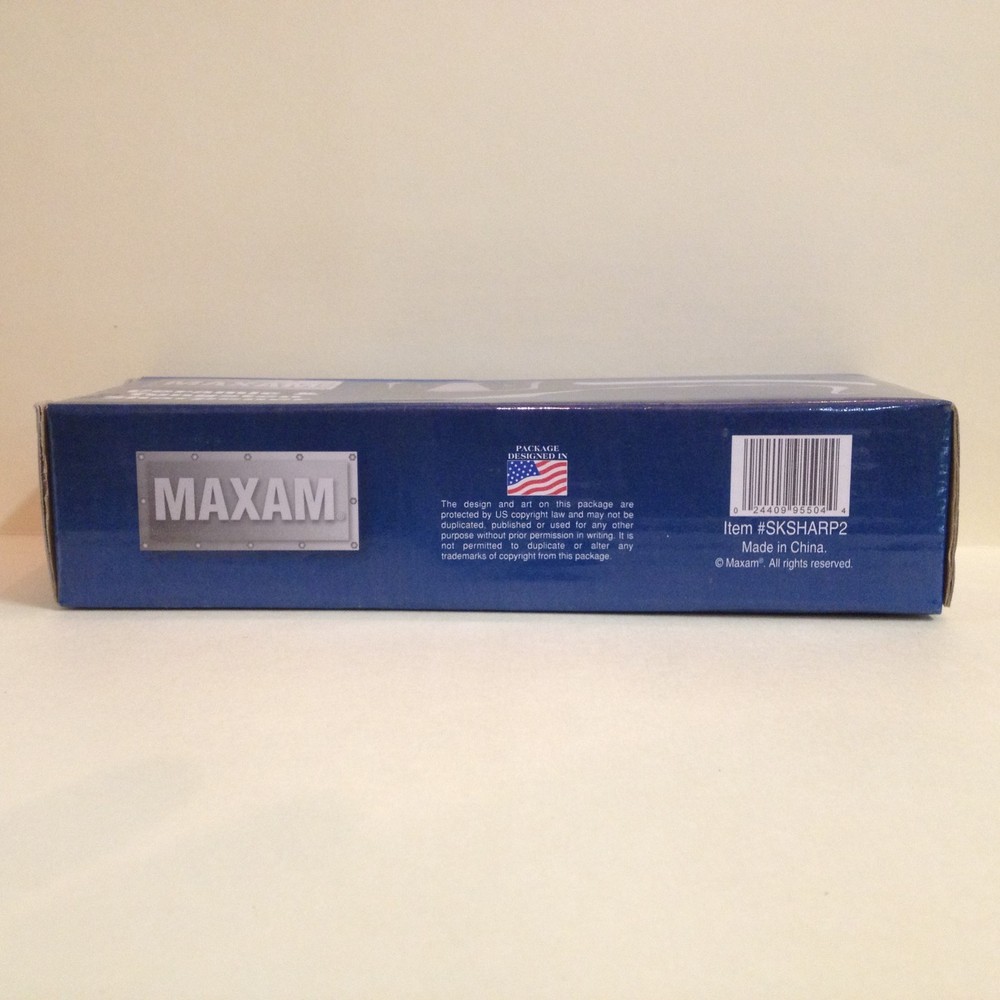 MAXAM
MAXAM
PACKAGE
DESIGNED IN
The design and art on this package are
protected by US copyright law and may not be
duplicated, published or used for any other
purpose without prior permission in writing. It is
not permitted to duplicate or alter any
trademarks of copyright from this package.
0 24409 95504 4
Item #SKSHARP2
Made in China.
© Maxam®. All rights reserved.